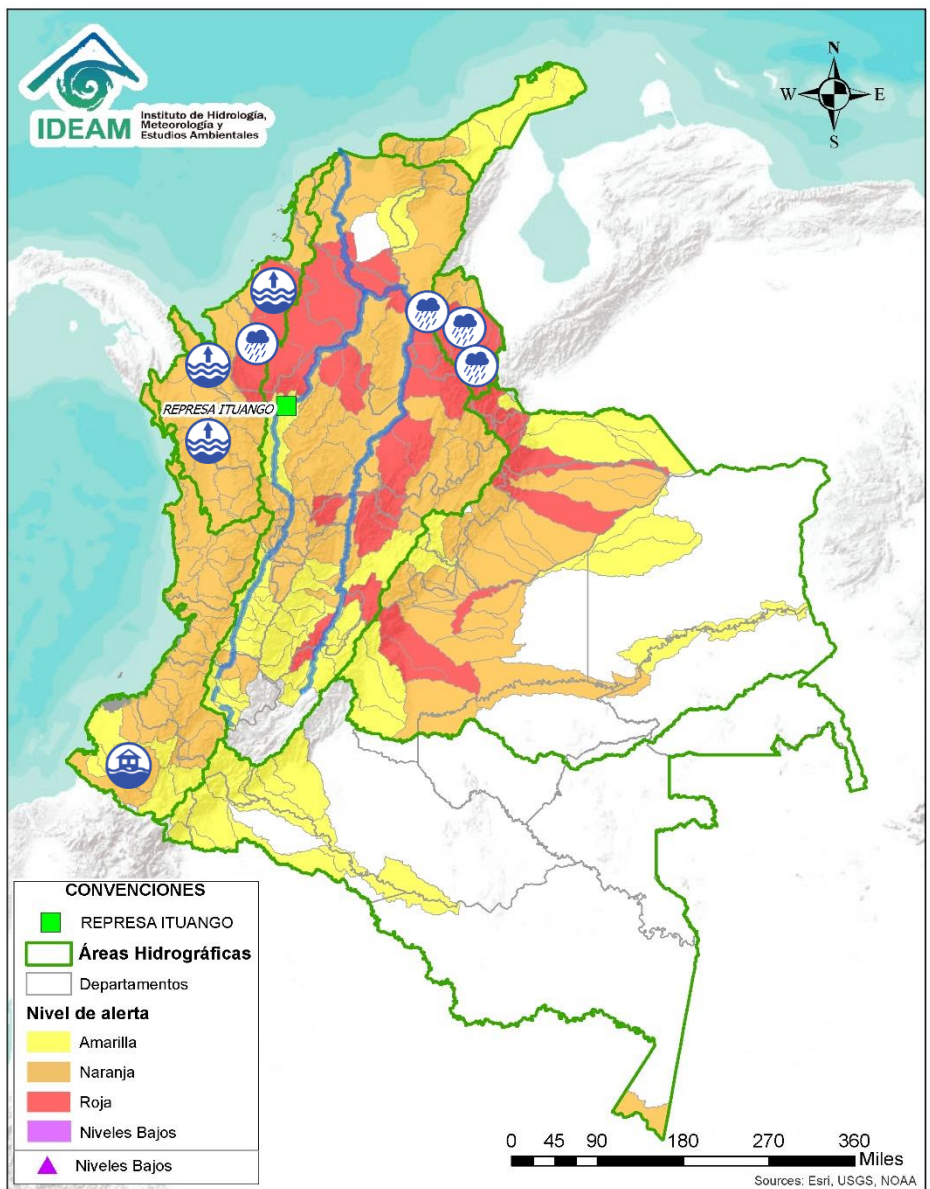 IDEAM
Instituto de Hidrología,
Meteorología y
Estudios Ambientales
N
W
E
S
REPRESA ITUANGO
CONVENCIONES
REPRESA ITUANGO
Áreas Hidrográficas
Departamentos
Nivel de alerta
Amarilla
Naranja
Roja
Niveles Bajos
Niveles Bajos
0 45 90 180 270 360
Miles
Sources: Esri, USGS, NOAA